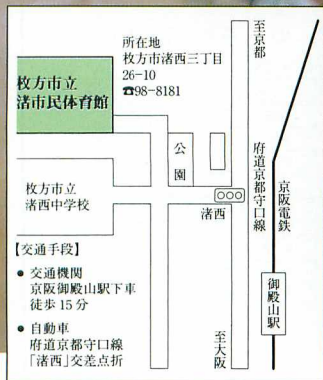 所在地
枚方市渚西三丁目
26-10
☎98-8181
枚方市立
渚市民体育館
公園
枚方市立
渚西中学校
渚西
至京都
府道京都守口線
京阪電鉄
御殿山駅
至大阪
【交通手段】
● 交通機関
京阪御殿山駅下車
徒歩15分
● 自動車
府道京都守口線
「渚西」交差点折